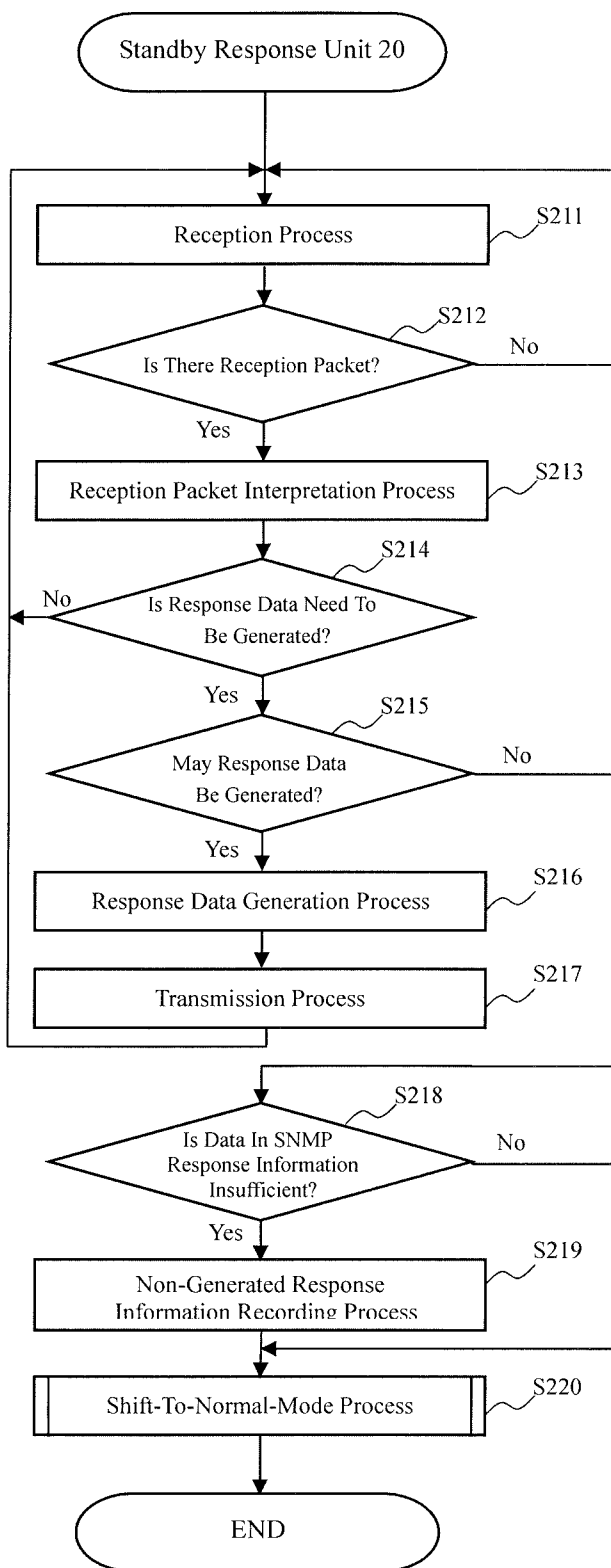 Standby Response Unit 20
S211
Reception Process
S212
Is There Reception Packet?
No
Yes
S213
Reception Packet Interpretation Process
S214
No
Is Response Data Need To
Be Generated?
Yes
S215
May Response Data
Be Generated?
No
Yes
S216
Response Data Generation Process
S217
Transmission Process
S218
Is Data In SNMP
Response Information
Insufficient?
No
Yes
S219
Non-Generated Response
Information Recording Process
S220
Shift-To-Normal-Mode Process
END